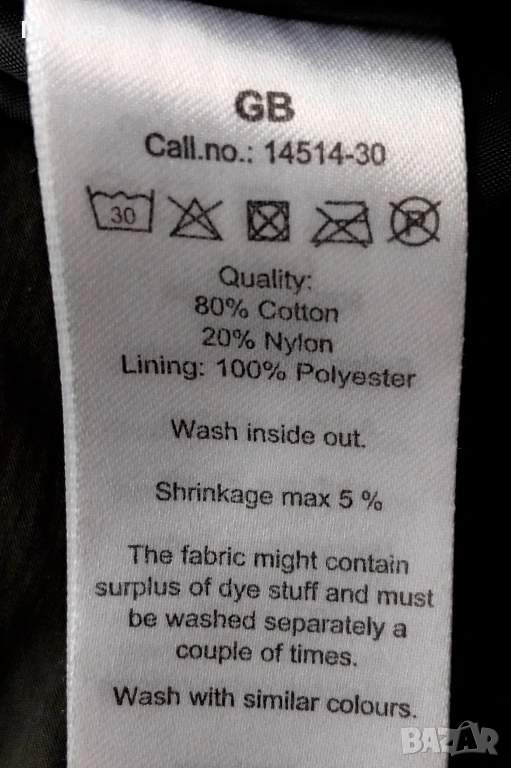 GB
Call.no.: 14514-30
30
P
Quality:
80% Cotton
20% Nylon
Lining: 100% Polyester
Wash inside out.
Shrinkage max 5 %
The fabric might contain
surplus of dye stuff and must
be washed separately a
couple of times.
Wash with similar colours.
BAZAR